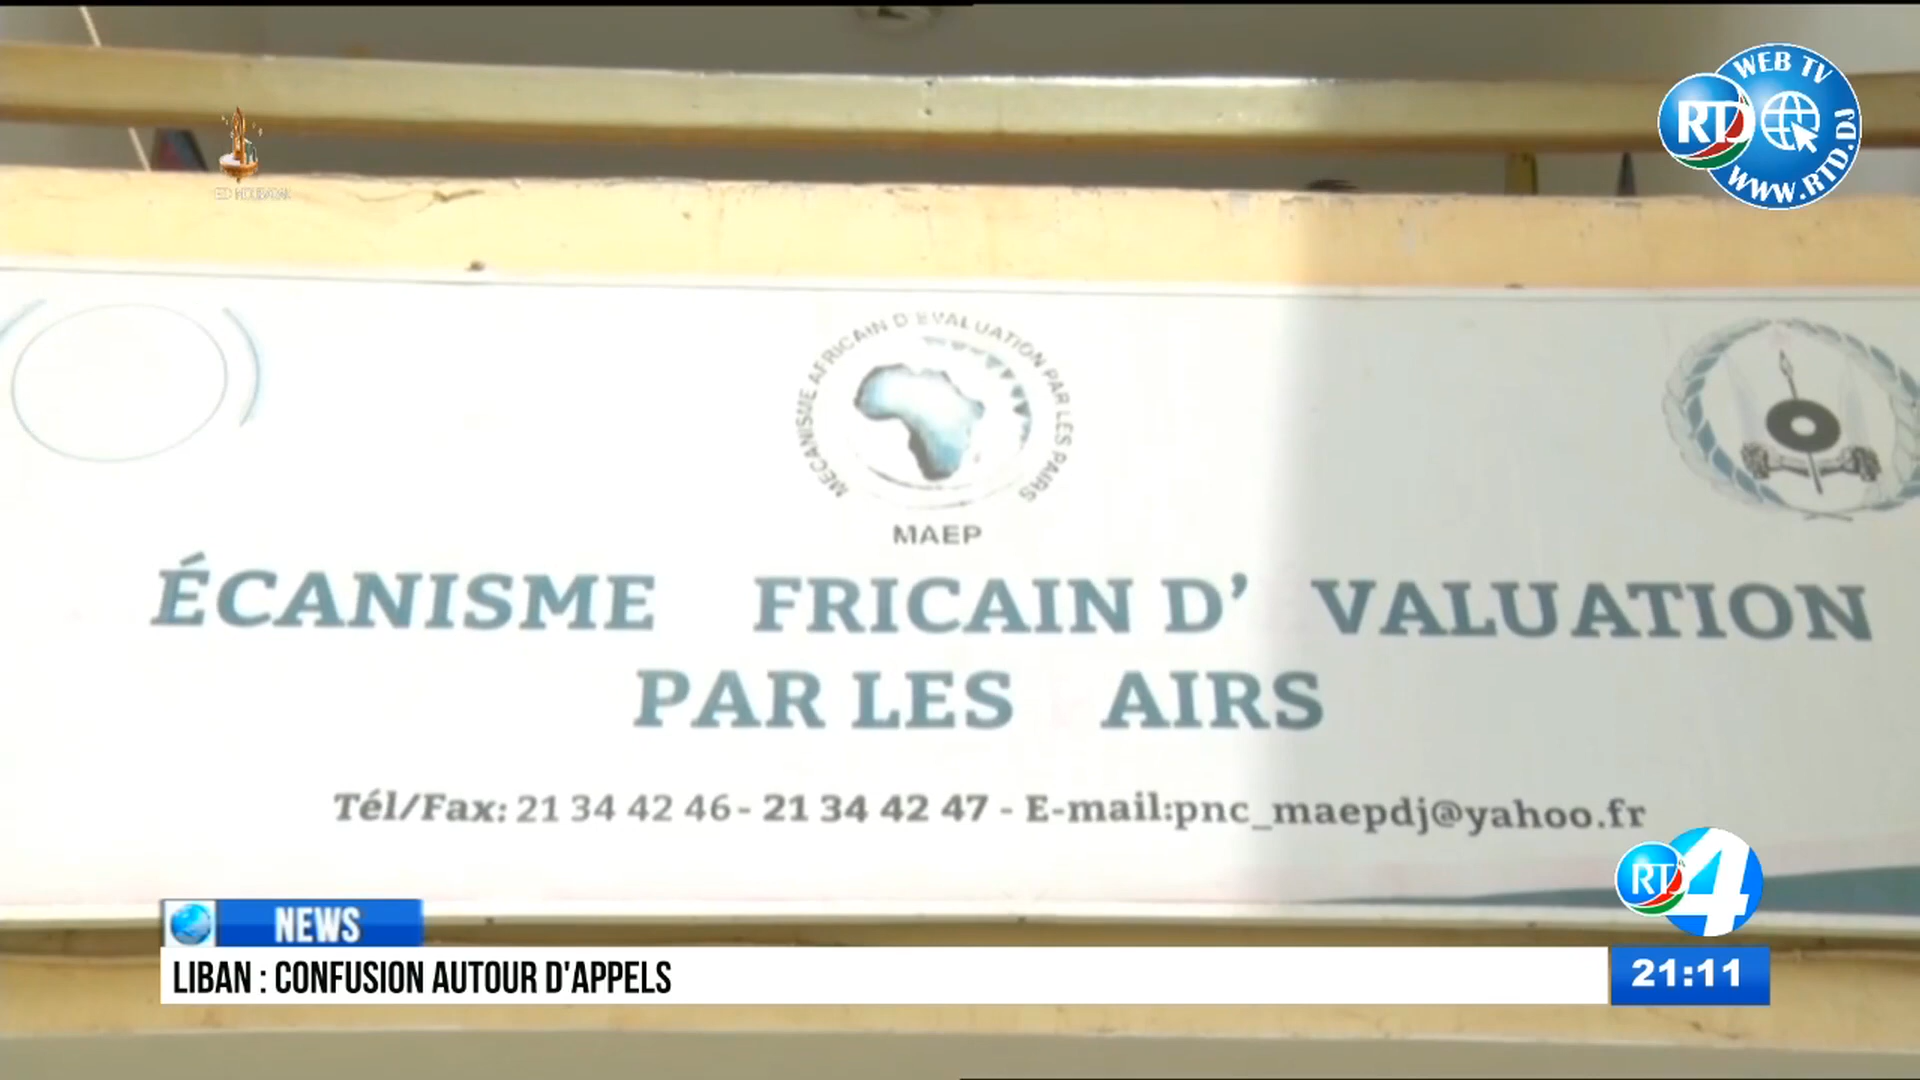 WEB TV
RTD
WWW.RTD.DJ
MÉCANISME AFRICAIN D'ÉVALUATION PAR LES PAIRS
MAEP
ÉCANISME FRICAIN D' VALUATION
PAR LES AIRS
Tél/Fax: 21 34 42 46 - 21 34 42 47 - E-mail:pnc_maepdj@yahoo.fr
RTD 4
NEWS
LIBAN : CONFUSION AUTOUR D'APPELS
21:11